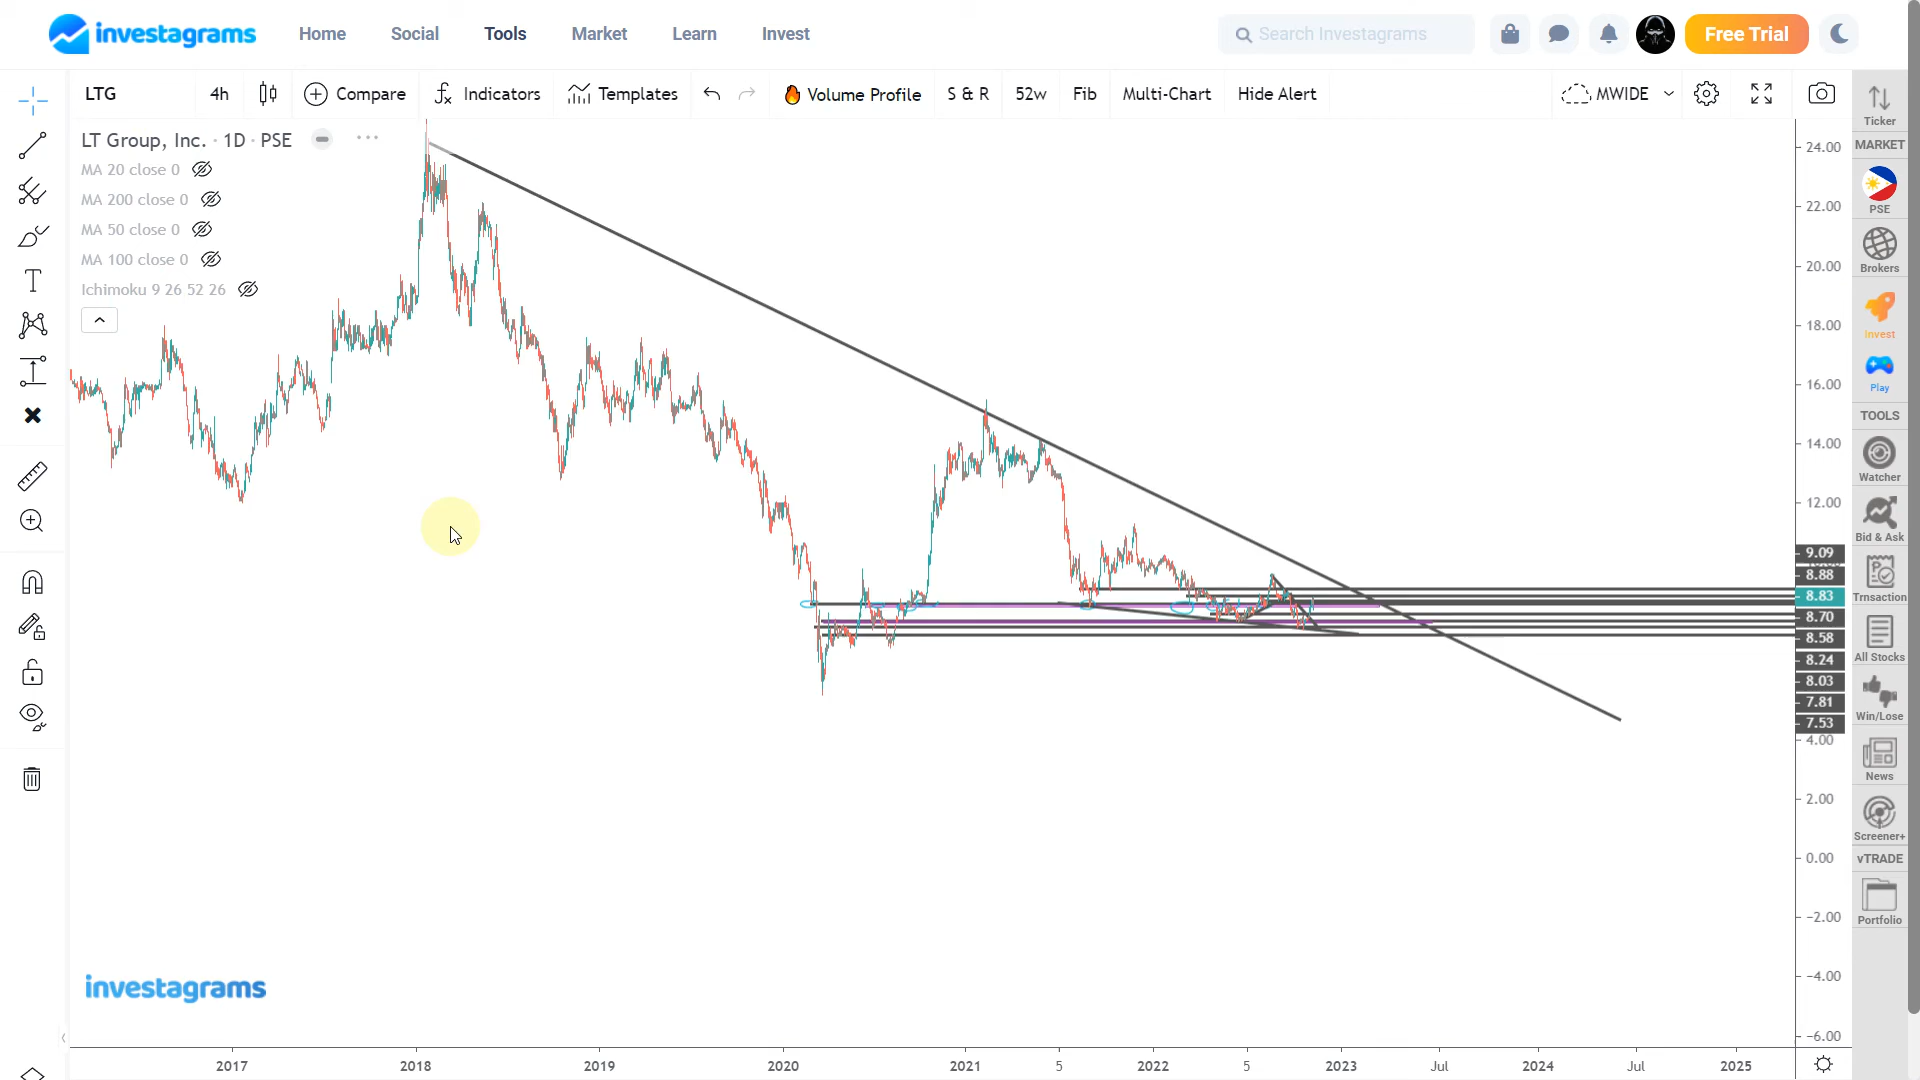 investagrams
Home
Social
Tools
Market
Learn
Invest
Search Investagrams
Free Trial
LTG
4h
Compare
Indicators
Templates
Volume Profile
S & R
52w
Fib
Multi-Chart
Hide Alert
MWIDE
LT Group, Inc. · 1D · PSE
MA 20 close 0
MA 200 close 0
MA 50 close 0
MA 100 close 0
Ichimoku 9 26 52 26
24.00
22.00
20.00
18.00
16.00
14.00
12.00
9.09
8.88
8.83
8.70
8.58
8.24
8.03
7.81
7.53
4.00
2.00
0.00
−2.00
−4.00
−6.00
Ticker
MARKET
PSE
Brokers
Invest
Play
TOOLS
Watcher
Bid & Ask
Trnsaction
All Stocks
Win/Lose
News
Screener+
vTRADE
Portfolio
investagrams
2017
2018
2019
2020
2021
5
2022
5
2023
Jul
2024
Jul
2025